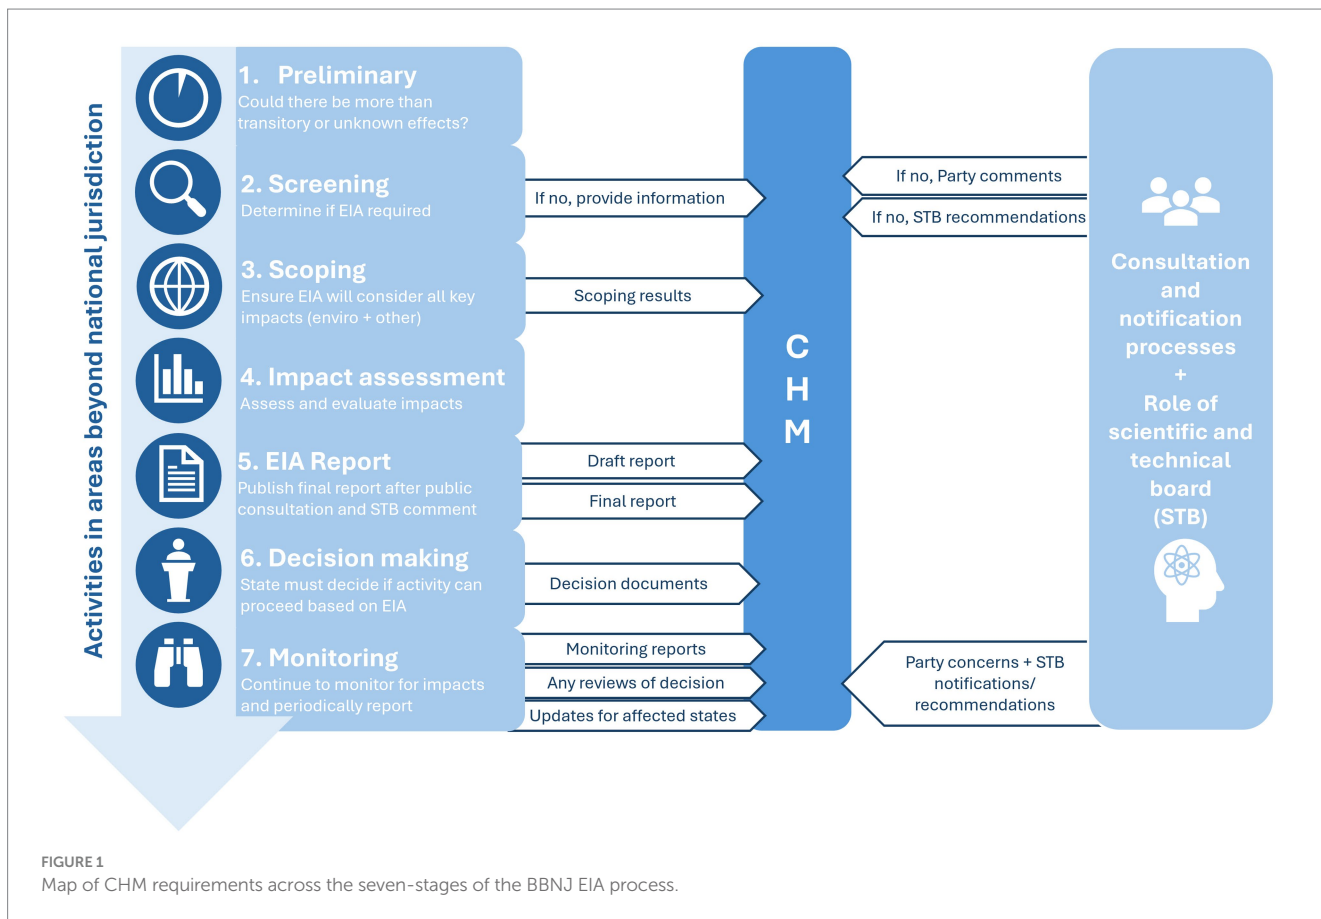 Activities in areas beyond national jurisdiction
1. Preliminary
Could there be more than
transitory or unknown effects?
2. Screening
Determine if EIA required
3. Scoping
Ensure EIA will consider all key
impacts (enviro + other)
4. Impact assessment
Assess and evaluate impacts
5. EIA Report
Publish final report after public
consultation and STB comment
6. Decision making
State must decide if activity can
proceed based on EIA
7. Monitoring
Continue to monitor for impacts
and periodically report
If no, provide information
Scoping results
Draft report
Final report
Decision documents
Monitoring reports
Any reviews of decision
Updates for affected states
C
H
M
If no, Party comments
If no, STB recommendations
Party concerns + STB
notifications/
recommendations
Consultation
and
notification
processes
+
Role of
scientific and
technical
board
(STB)
FIGURE 1
Map of CHM requirements across the seven-stages of the BBNJ EIA process.